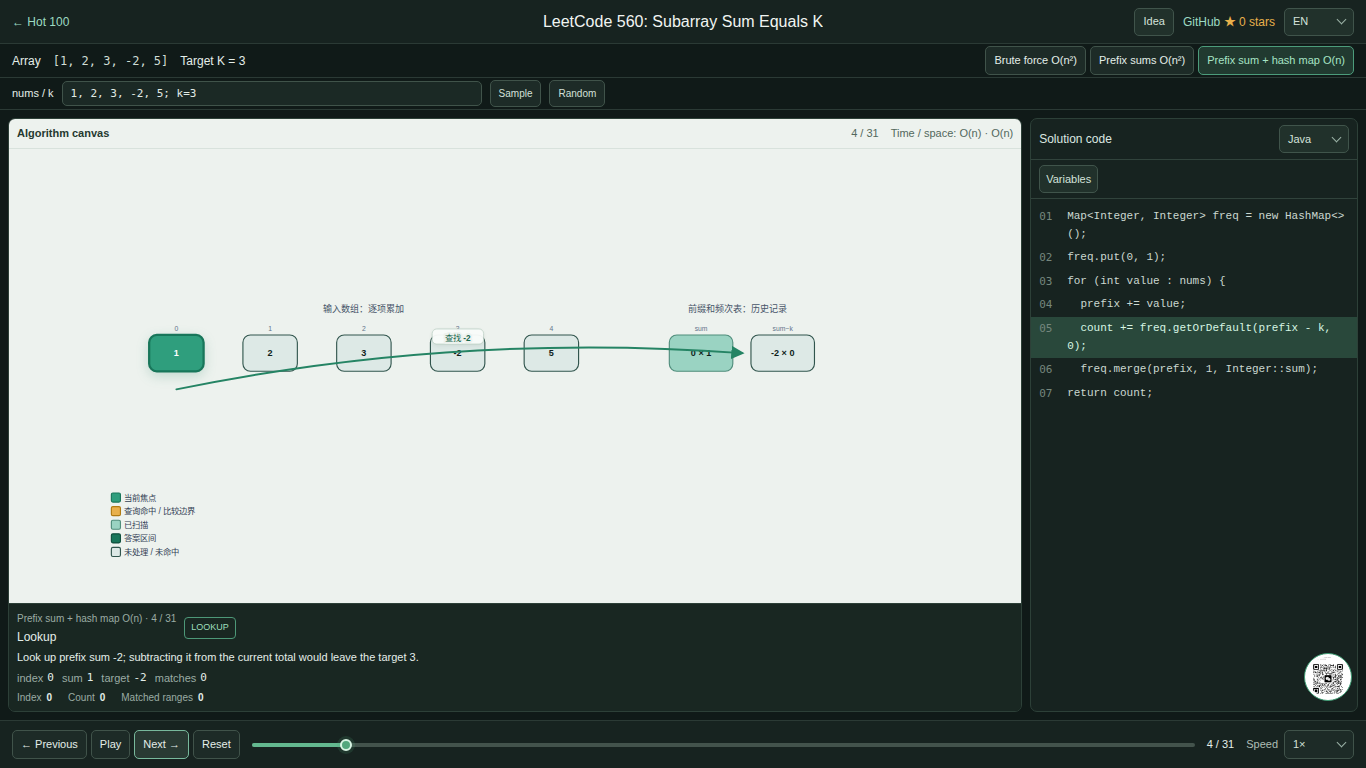 ← Hot 100
LeetCode 560: Subarray Sum Equals K
Idea
GitHub ★ 0 stars
EN
Array [1, 2, 3, -2, 5] Target K = 3
Brute force O(n²)
Prefix sums O(n²)
Prefix sum + hash map O(n)
nums / k
1, 2, 3, -2, 5; k=3
Sample
Random
Algorithm canvas
4 / 31 Time / space: O(n) · O(n)
输入数组：逐项累加
前缀和频次表：历史记录
0 1 2 3 4
sum sum−k
查找 -2
1 2 3 -2 5
0 × 1 -2 × 0
当前焦点
查询命中 / 比较边界
已扫描
答案区间
未处理 / 未命中
Prefix sum + hash map O(n) · 4 / 31
Lookup
LOOKUP
Look up prefix sum -2; subtracting it from the current total would leave the target 3.
index 0 sum 1 target -2 matches 0
Index 0 Count 0 Matched ranges 0
Solution code
Java
Variables
01 Map<Integer, Integer> freq = new HashMap<>
();
02 freq.put(0, 1);
03 for (int value : nums) {
04 prefix += value;
05 count += freq.getOrDefault(prefix - k,
0);
06 freq.merge(prefix, 1, Integer::sum);
07 return count;
← Previous
Play
Next →
Reset
4 / 31
Speed
1×